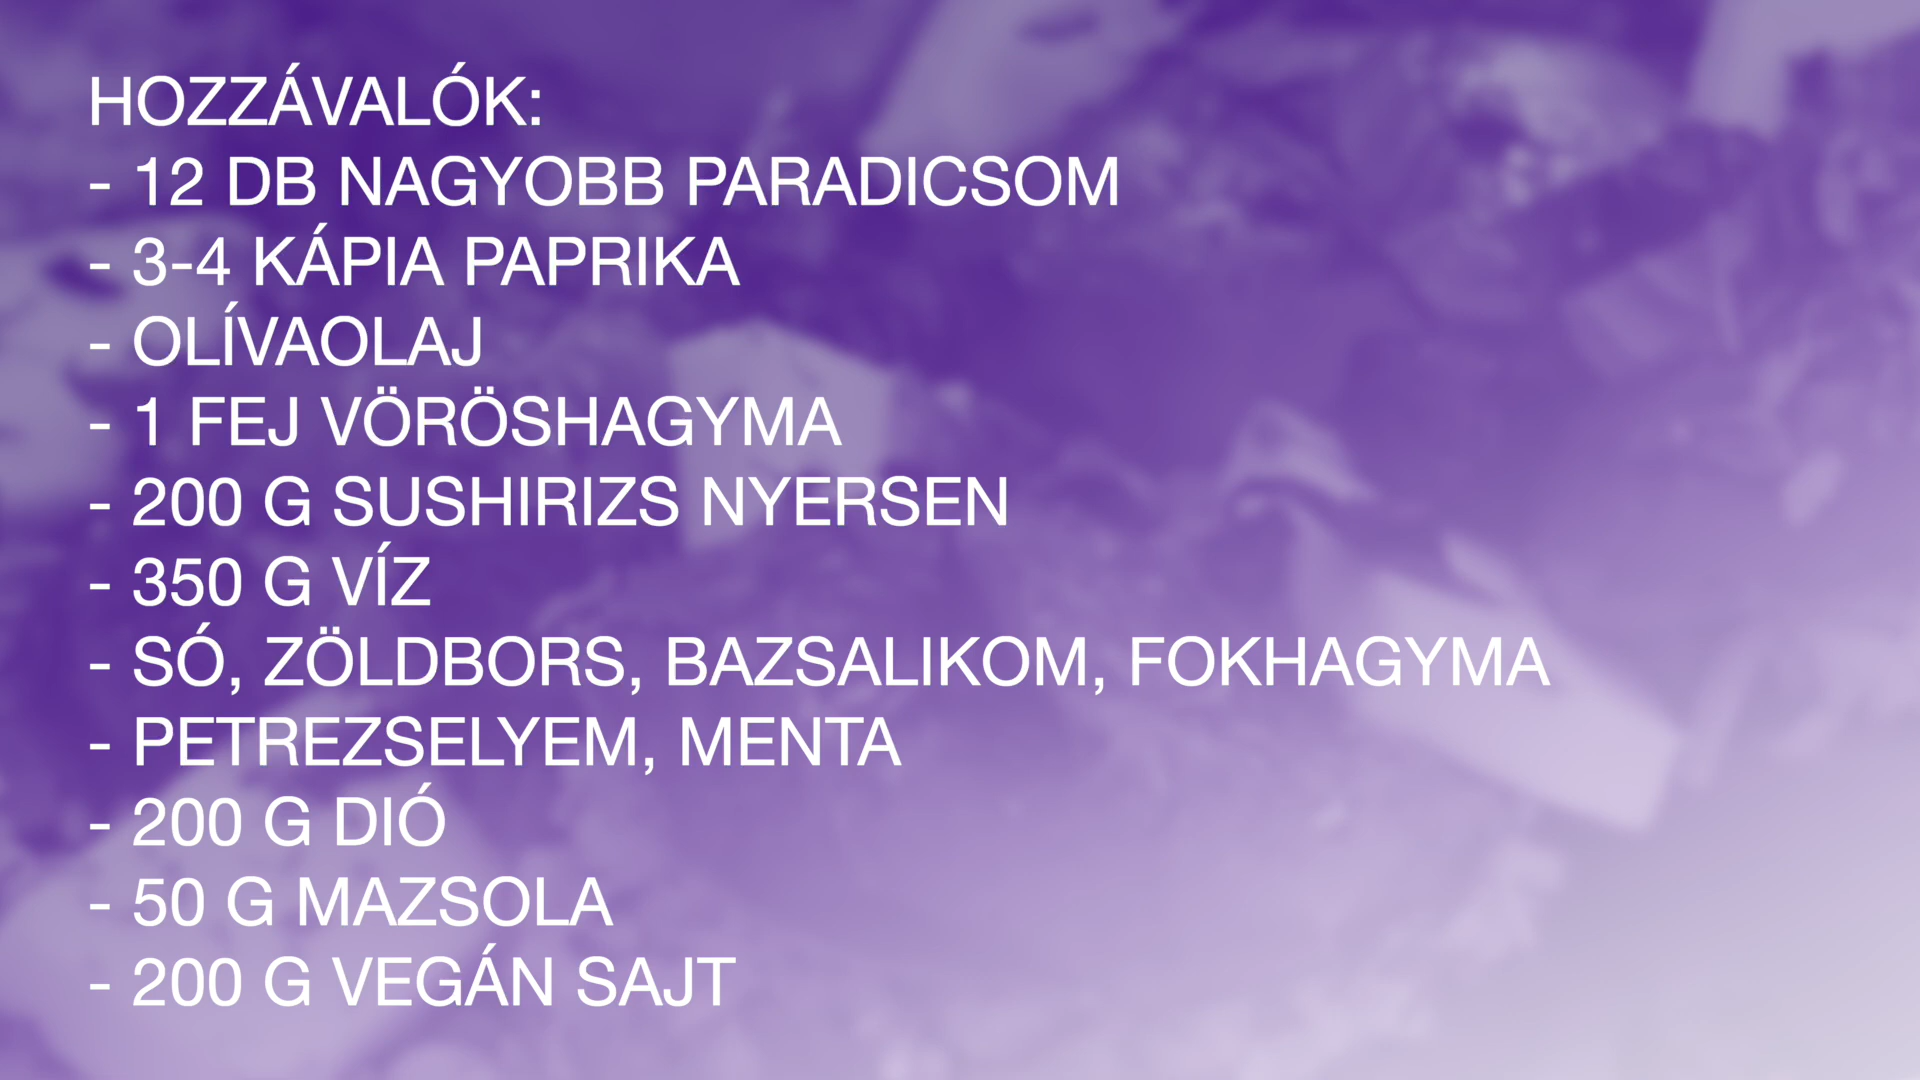 HOZZÁVALÓK:
- 12 DB NAGYOBB PARADICSOM
- 3-4 KÁPIA PAPRIKA
- OLÍVAOLAJ
- 1 FEJ VÖRÖSHAGYMA
- 200 G SUSHIRIZS NYERSEN
- 350 G VÍZ
- SÓ, ZÖLDBORS, BAZSALIKOM, FOKHAGYMA
- PETREZSELYEM, MENTA
- 200 G DIÓ
- 50 G MAZSOLA
- 200 G VEGÁN SAJT